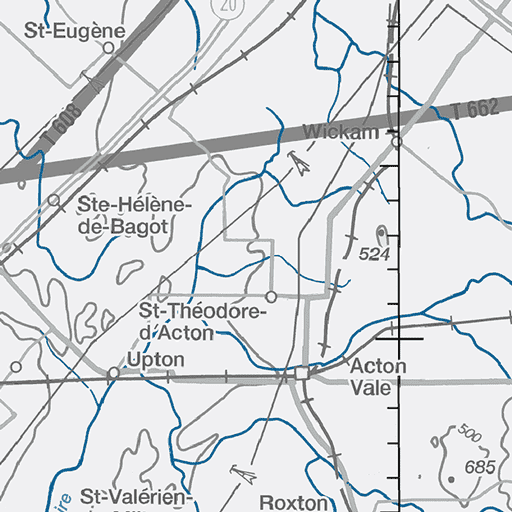 20
St-Eugène
T 608
T 662
Wickam
Ste-Hélène-
de-Bagot
524
St-Théodore-
d'Acton
Upton
Acton
Vale
500
685
St-Valérien-
Roxton